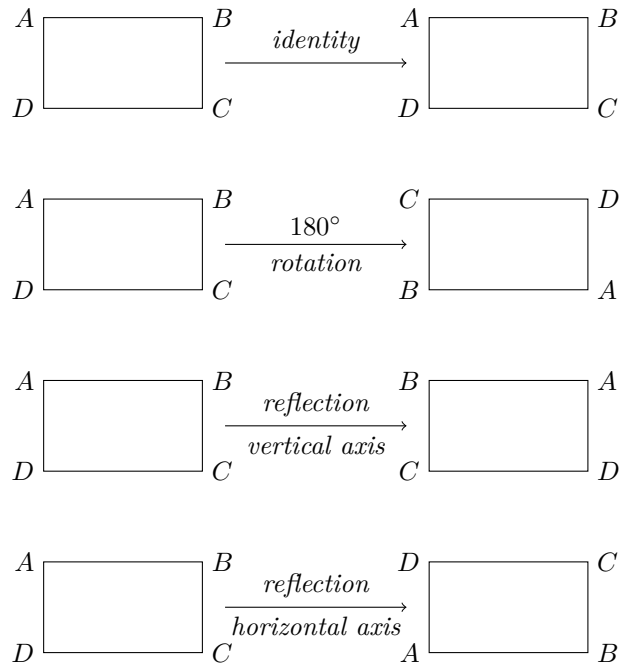 A B identity A B
D C D C
A B 180° C D
D C rotation B A
A B reflection B A
D C vertical axis C D
A B reflection D C
D C horizontal axis A B